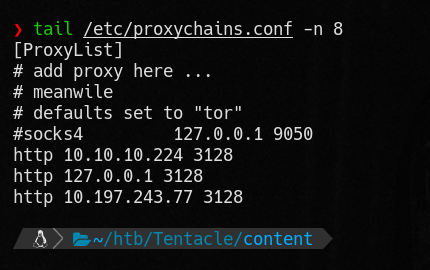 ❯ tail /etc/proxychains.conf -n 8
[ProxyList]
# add proxy here ...
# meanwile
# defaults set to "tor"
#socks4         127.0.0.1 9050
http 10.10.10.224 3128
http 127.0.0.1 3128
http 10.197.243.77 3128
~/htb/Tentacle/content